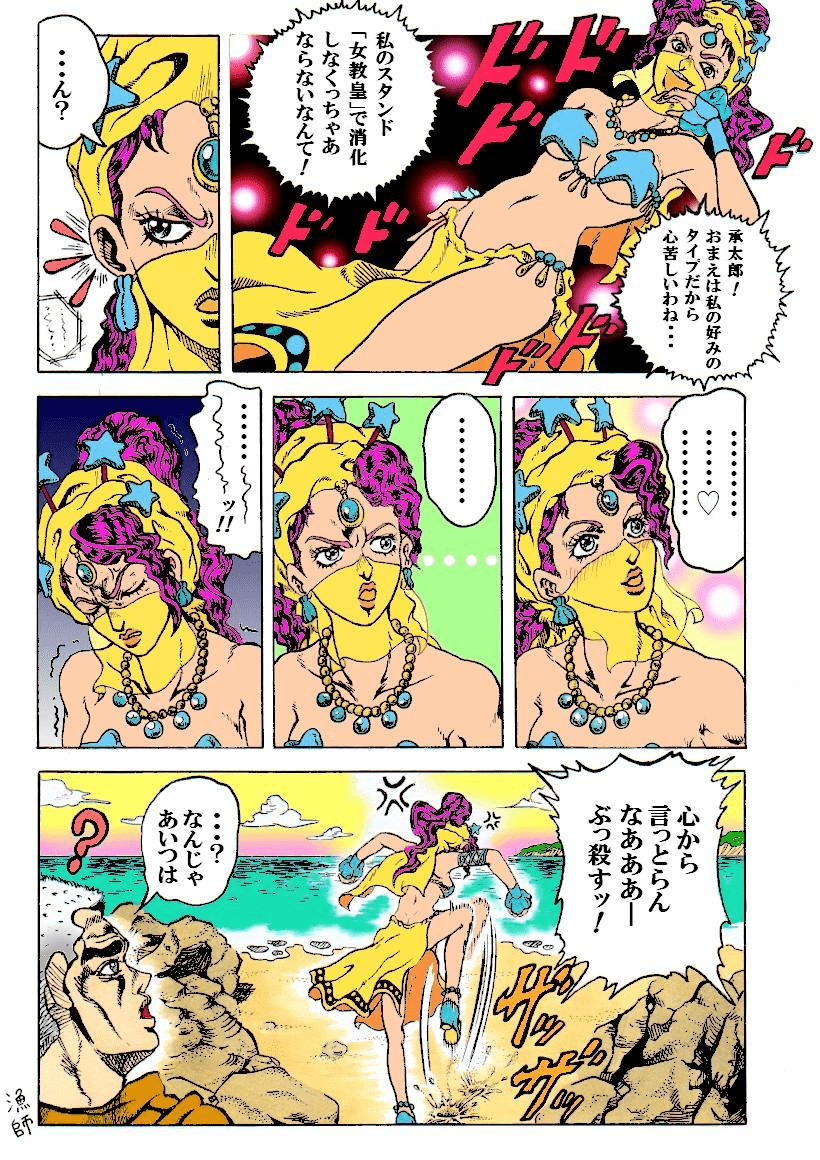 承太郎!
おまえは私の好みの
タイプだから
心苦しいわね・・・
私のスタンド
「女教皇」で消化
しなくっちゃあ
ならないなんて!
ドドド
ド
ドド
ドドド
・・・ん?
・・・・・・・・・
・・・・・・♡
・・・・・・
・・・・・・
〜〜〜ッ!!
心から
言っとらん
なあああー
ぶっ殺すッ!
ザッ
ザッ
・・・?
なんじゃ
あいつは
?
漁師